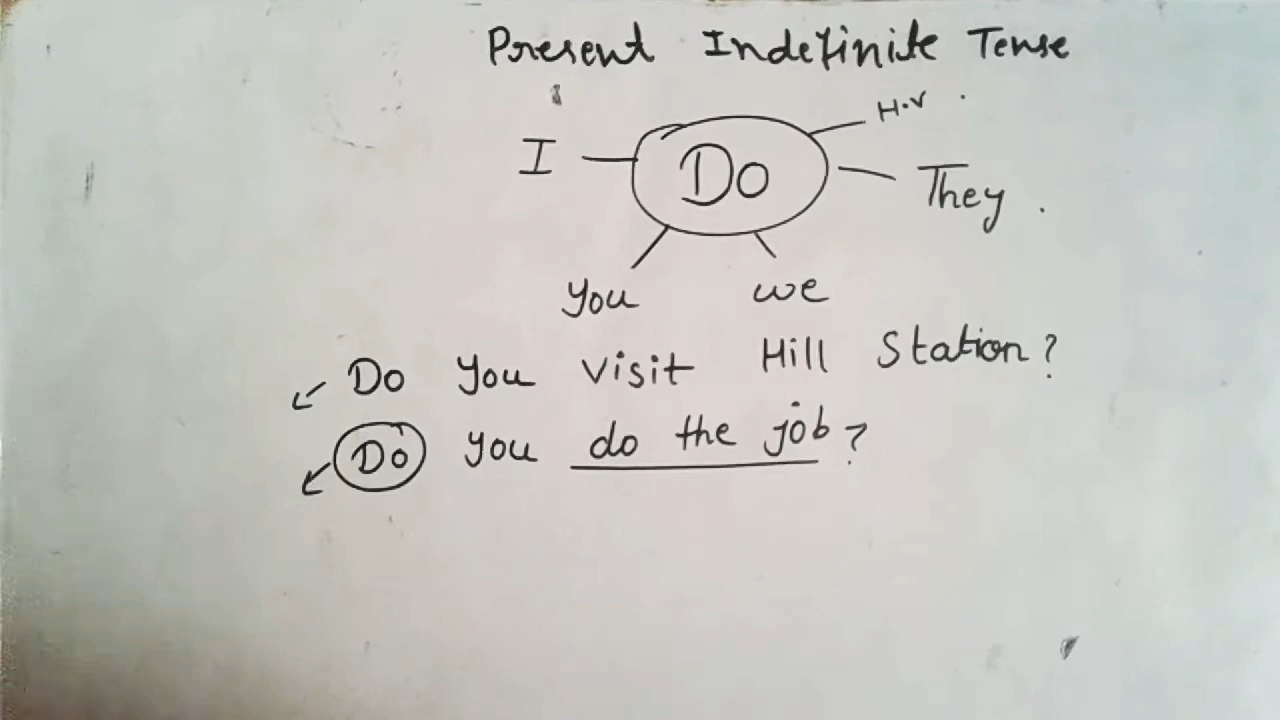 Present Indefinite Tense
H.V
I Do They.
you we
Do you visit Hill Station?
Do you do the job?